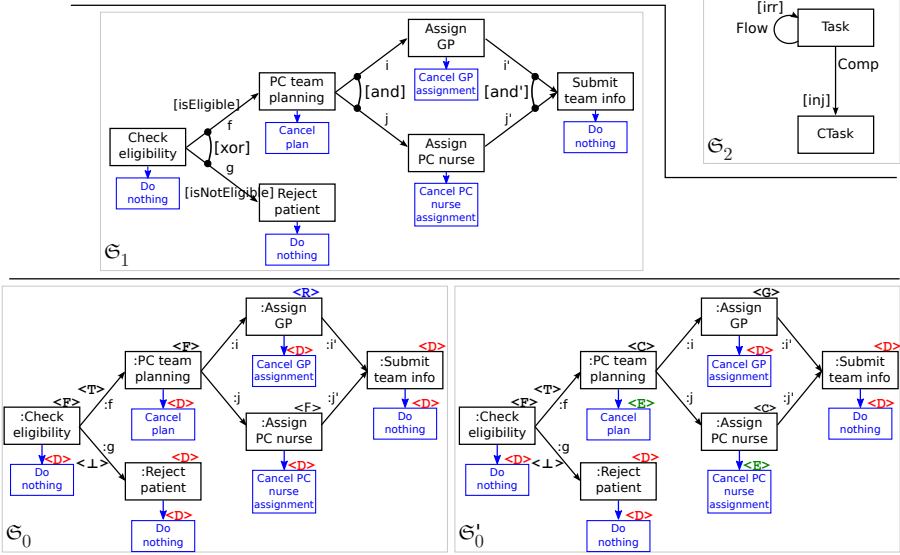 Assign
GP
Cancel GP
assignment
i
i'
PC team
planning
[and]
[and']
Submit
team info
Cancel
plan
Do
nothing
[isEligible]
f
j
j'
Check
eligibility
[xor]
Assign
PC nurse
g
Do
nothing
[isNotEligible]
Reject
patient
Cancel PC
nurse
assignment
Do
nothing
𝔖1
[irr]
Flow
Task
Comp
[inj]
CTask
𝔖2
<R>
:Assign
GP
<F>
:i
:i'
<D>
Cancel GP
assignment
<D>
:PC team
planning
:Submit
team info
<T>
<F>
:f
<D>
Cancel
plan
:j
:j'
<F>
<D>
Do
nothing
:Check
eligibility
:Assign
PC nurse
:g
<D>
<⊥>
<D>
<D>
Do
nothing
:Reject
patient
Cancel PC
nurse
assignment
<D>
Do
nothing
𝔖0
<G>
:Assign
GP
<C>
:i
:i'
<D>
Cancel GP
assignment
<D>
:PC team
planning
:Submit
team info
<T>
<F>
:f
<E>
Cancel
plan
:j
:j'
<C>
<D>
Do
nothing
:Check
eligibility
:Assign
PC nurse
:g
<D>
<⊥>
<D>
<E>
Do
nothing
:Reject
patient
Cancel PC
nurse
assignment
<D>
Do
nothing
𝔖'0